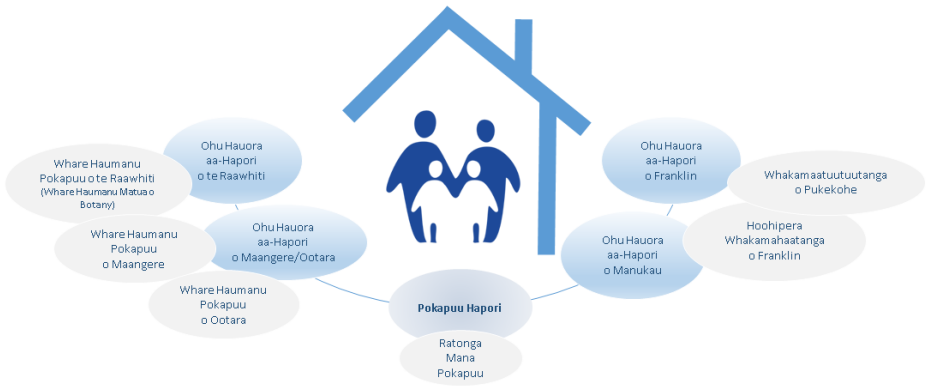 Ohu Hauora
aa-Hapori
o te Raawhiti
Whare Haumanu
Pokapuu o te Raawhiti
(Whare Haumanu Matua o
Botany)
Ohu Hauora
aa-Hapori
o Maangere/Ootara
Whare Haumanu
Pokapuu
o Maangere
Whare Haumanu
Pokapuu
o Ootara
Pokapuu Hapori
Ratonga
Mana
Pokapuu
Ohu Hauora
aa-Hapori
o Franklin
Whakamaatuutuutanga
o Pukekohe
Hoohipera
Whakamahaatanga
o Franklin
Ohu Hauora
aa-Hapori
o Manukau